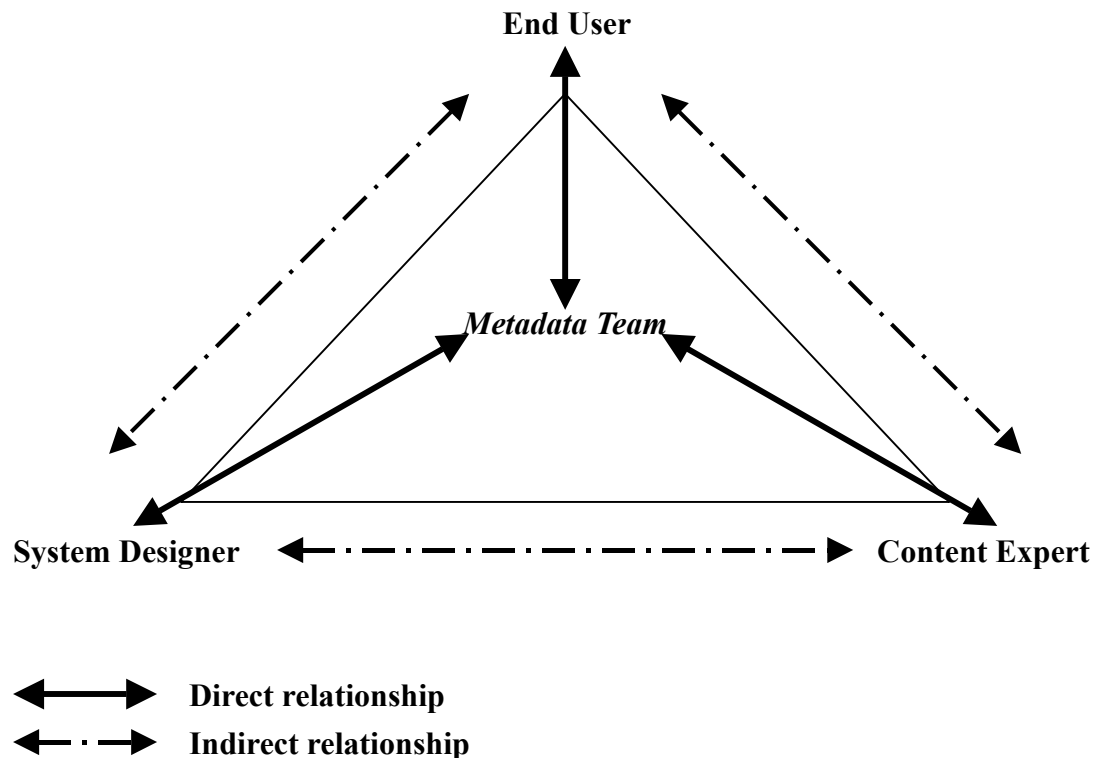 End User
Metadata Team
System Designer
Content Expert
Direct relationship
Indirect relationship